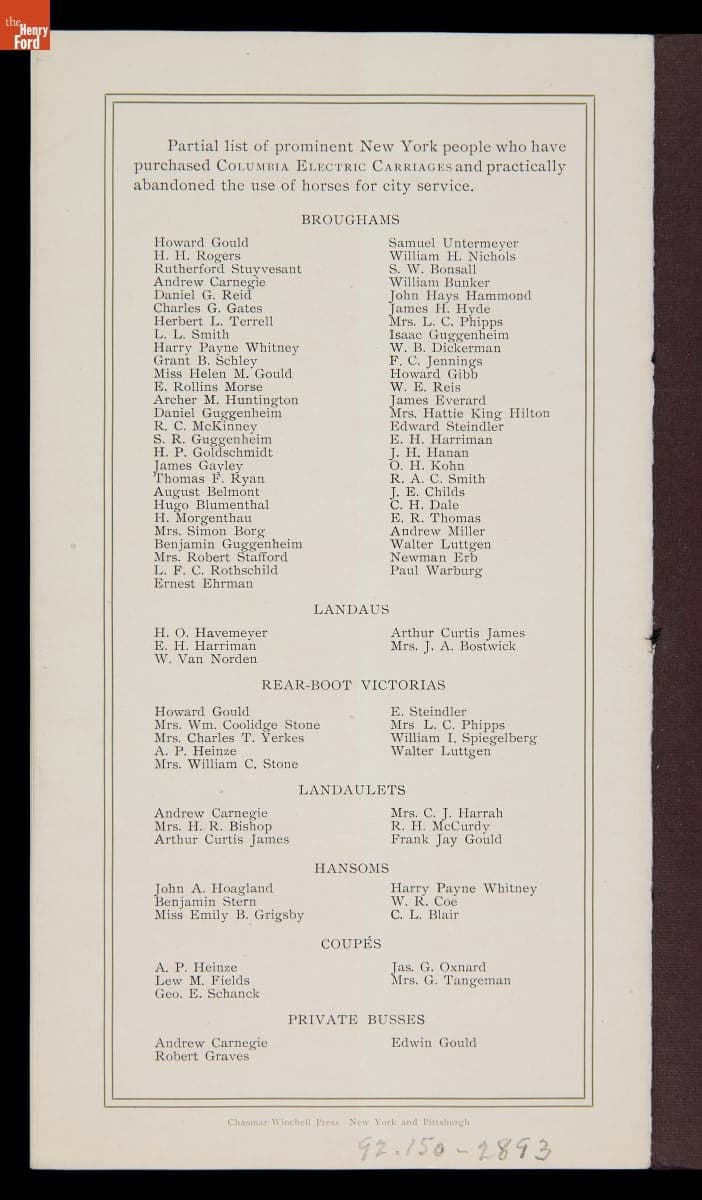 the
Henry
Ford
Partial list of prominent New York people who have
purchased COLUMBIA ELECTRIC CARRIAGES and practically
abandoned the use of horses for city service.
BROUGHAMS
Howard Gould
H. H. Rogers
Rutherford Stuyvesant
Andrew Carnegie
Daniel G. Reid
Charles G. Gates
Herbert L. Terrell
L. L. Smith
Harry Payne Whitney
Grant B. Schley
Miss Helen M. Gould
E. Rollins Morse
Archer M. Huntington
Daniel Guggenheim
R. C. McKinney
S. R. Guggenheim
H. P. Goldschmidt
James Gayley
Thomas F. Ryan
August Belmont
Hugo Blumenthal
H. Morgenthau
Mrs. Simon Borg
Benjamin Guggenheim
Mrs. Robert Stafford
L. F. C. Rothschild
Ernest Ehrman
Samuel Untermeyer
William H. Nichols
S. W. Bonsall
William Bunker
John Hays Hammond
James H. Hyde
Mrs. L. C. Phipps
Isaac Guggenheim
W. B. Dickerman
F. C. Jennings
Howard Gibb
W. E. Reis
James Everard
Mrs. Hattie King Hilton
Edward Steindler
E. H. Harriman
J. H. Hanan
O. H. Kohn
R. A. C. Smith
J. E. Childs
C. H. Dale
E. R. Thomas
Andrew Miller
Walter Luttgen
Newman Erb
Paul Warburg
LANDAUS
H. O. Havemeyer
E. H. Harriman
W. Van Norden
Arthur Curtis James
Mrs. J. A. Bostwick
REAR-BOOT VICTORIAS
Howard Gould
Mrs. Wm. Coolidge Stone
Mrs. Charles T. Yerkes
A. P. Heinze
Mrs. William C. Stone
E. Steindler
Mrs L. C. Phipps
William I. Spiegelberg
Walter Luttgen
LANDAULETS
Andrew Carnegie
Mrs. H. R. Bishop
Arthur Curtis James
Mrs. C. J. Harrah
R. H. McCurdy
Frank Jay Gould
HANSOMS
John A. Hoagland
Benjamin Stern
Miss Emily B. Grigsby
Harry Payne Whitney
W. R. Coe
C. L. Blair
COUPÉS
A. P. Heinze
Lew M. Fields
Geo. E. Schanck
Jas. G. Oxnard
Mrs. G. Tangeman
PRIVATE BUSSES
Andrew Carnegie
Robert Graves
Edwin Gould
Chasmar-Winchell Press New York and Pittsburgh
92.150-2893